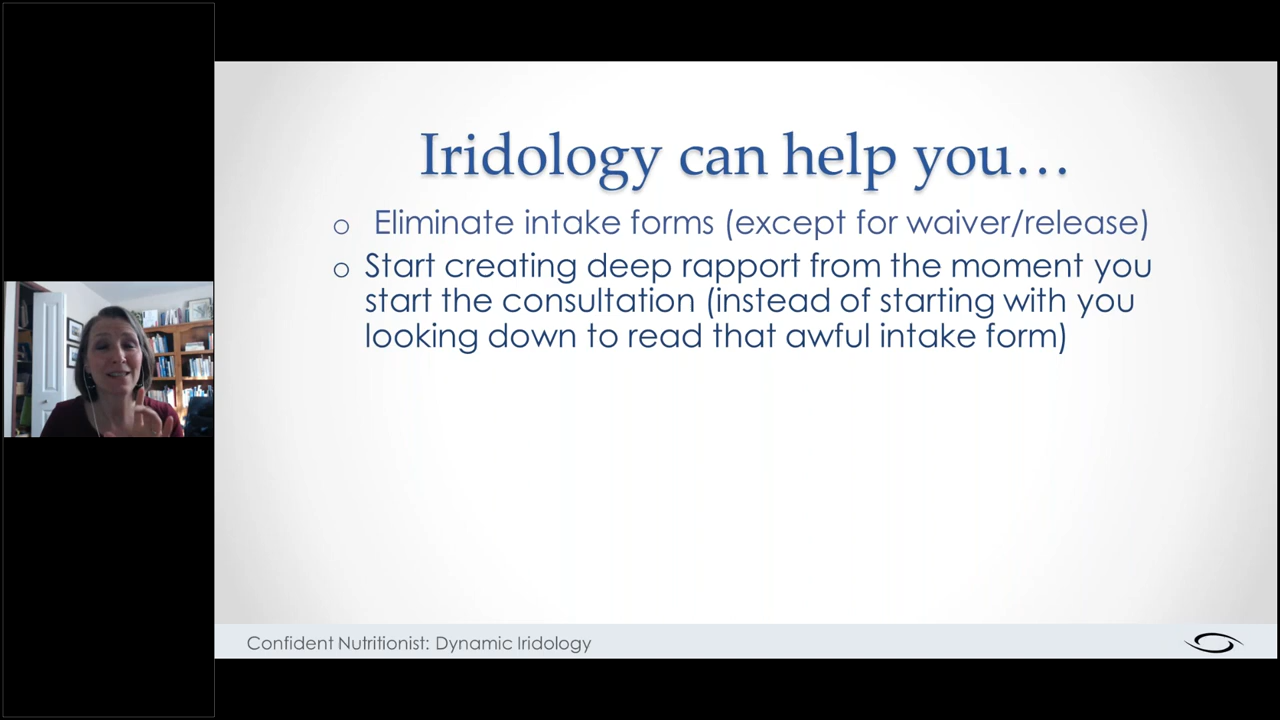 Iridology can help you…
o Eliminate intake forms (except for waiver/release)
o Start creating deep rapport from the moment you
start the consultation (instead of starting with you
looking down to read that awful intake form)
Confident Nutritionist: Dynamic Iridology